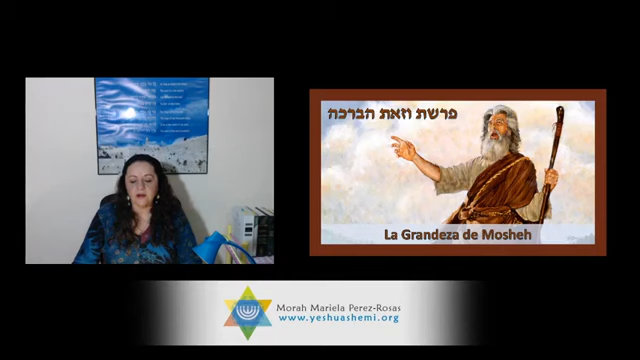 פרשת וזאת הברכה
La Grandeza de Mosheh
Morah Mariela Perez-Rosas
www.yeshuashemi.org